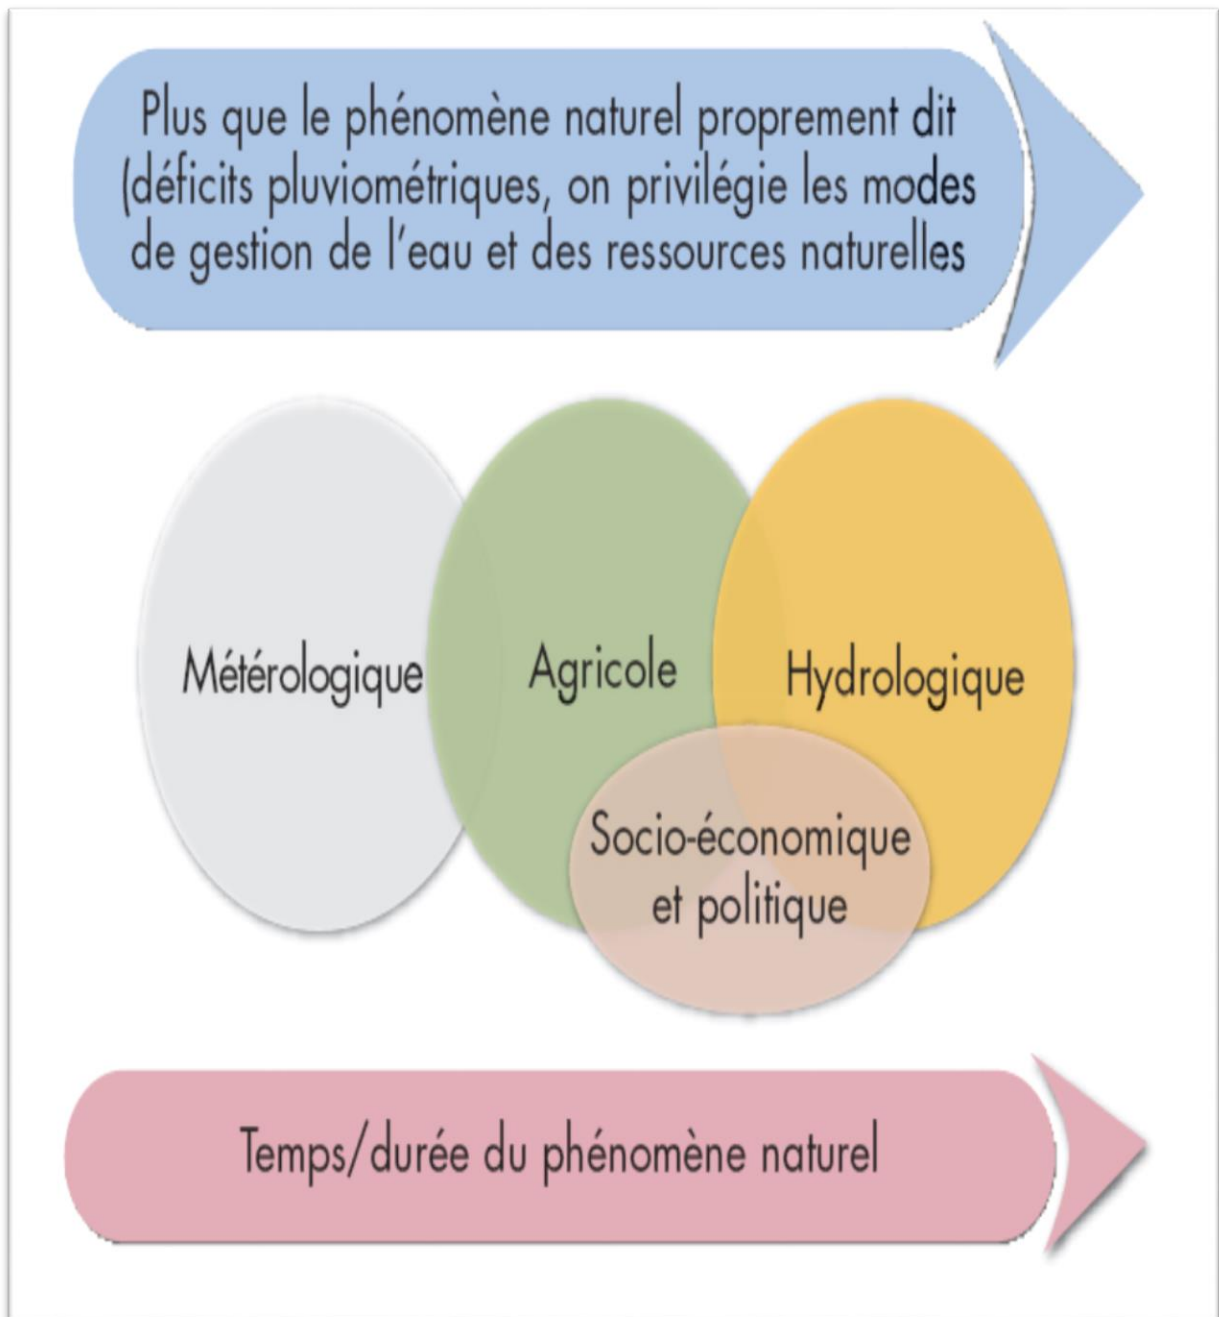 Plus que le phénomène naturel proprement dit
(déficits pluviométriques, on privilégie les modes
de gestion de l'eau et des ressources naturelles
Métérologique
Agricole
Hydrologique
Socio-économique
et politique
Temps/durée du phénomène naturel